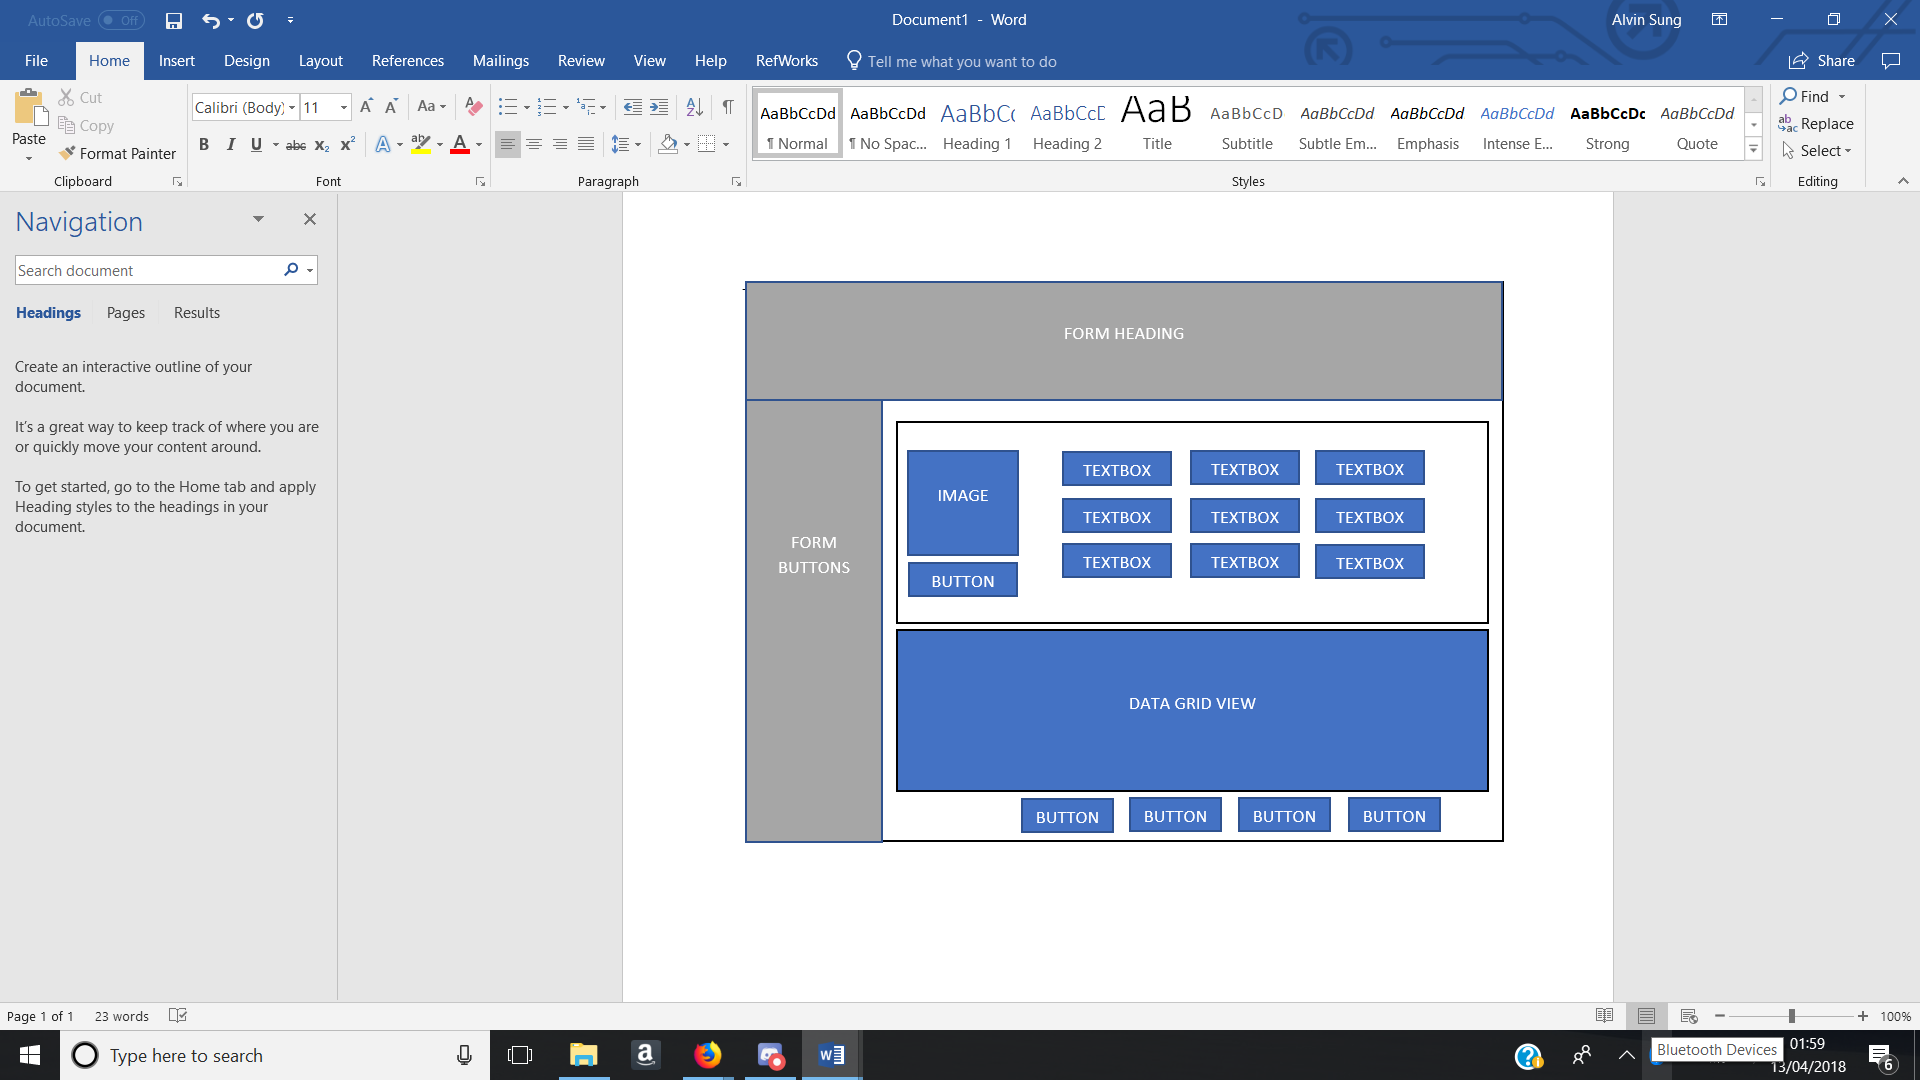 AutoSave Off
Document1 - Word
Alvin Sung
File Home Insert Design Layout References Mailings Review View Help RefWorks Tell me what you want to do
Share
Paste
Cut
Copy
Format Painter
Clipboard
Calibri (Body) 11
Font
Paragraph
AaBbCcDd AaBbCcDd AaBbCc AaBbCcD AaB AaBbCcD AaBbCcDd AaBbCcDd AaBbCcDd AaBbCcDc AaBbCcDd
¶ Normal ¶ No Spac... Heading 1 Heading 2 Title Subtitle Subtle Em... Emphasis Intense E... Strong Quote
Styles
Find
Replace
Select
Editing
Navigation
Search document
Headings Pages Results
Create an interactive outline of your
document.
It's a great way to keep track of where you are
or quickly move your content around.
To get started, go to the Home tab and apply
Heading styles to the headings in your
document.
FORM HEADING
FORM
BUTTONS
IMAGE
BUTTON
TEXTBOX TEXTBOX TEXTBOX
TEXTBOX TEXTBOX TEXTBOX
TEXTBOX TEXTBOX TEXTBOX
DATA GRID VIEW
BUTTON BUTTON BUTTON BUTTON
Page 1 of 1 23 words
100%
Type here to search
Bluetooth Devices
01:59
13/04/2018
6